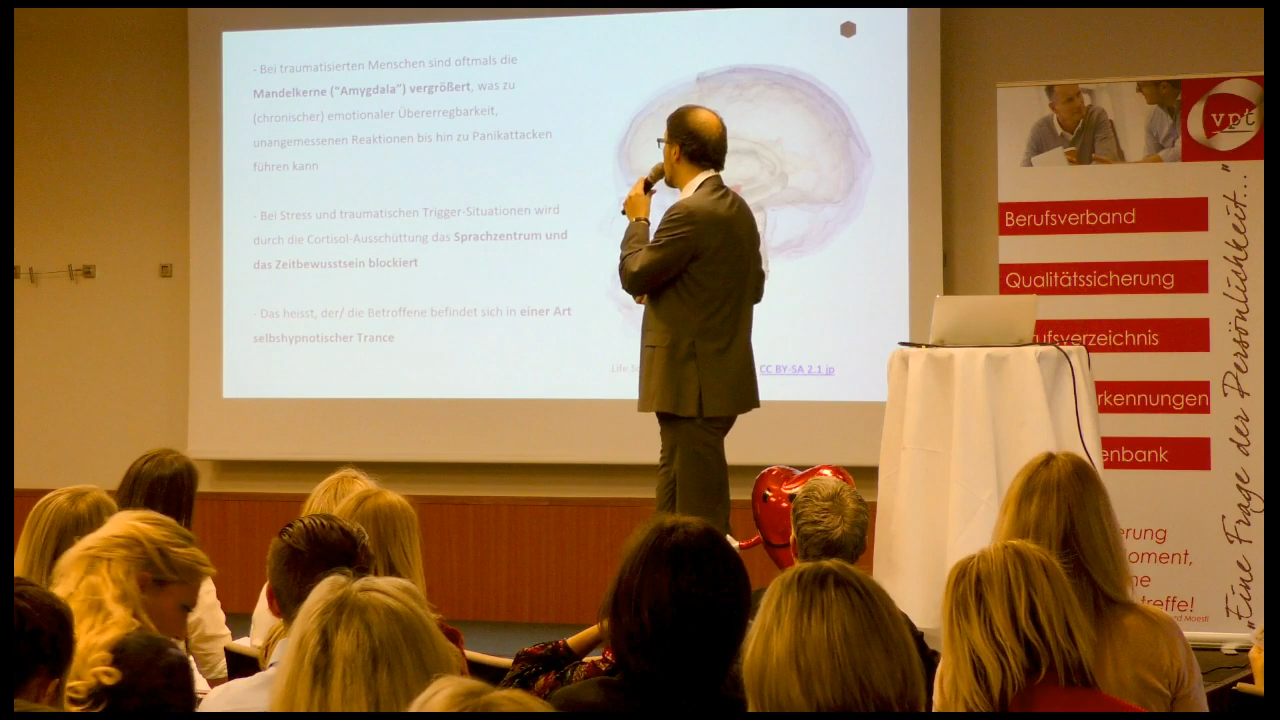 - Bei traumatisierten Menschen sind oftmals die
Mandelkerne ("Amygdala") vergrößert, was zu
(chronischer) emotionaler Übererregbarkeit,
unangemessenen Reaktionen bis hin zu Panikattacken
führen kann
- Bei Stress und traumatischen Trigger-Situationen wird
durch die Cortisol-Ausschüttung das Sprachzentrum und
das Zeitbewusstsein blockiert
- Das heisst, der/ die Betroffene befindet sich in einer Art
selbshypnotischer Trance
Life
CC BY-SA 2.1 jp
vpt
Berufsverband
Qualitätssicherung
ufsverzeichnis
rkennungen
enbank
„Eine Frage der Persönlichkeit..."
erung
oment,
ne
treffe!